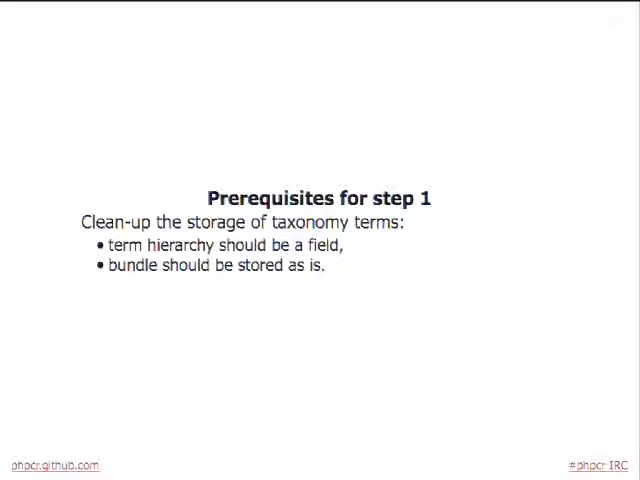 Prerequisites for step 1
Clean-up the storage of taxonomy terms:
• term hierarchy should be a field,
• bundle should be stored as is.
phpcr.github.com
#phpcr IRC